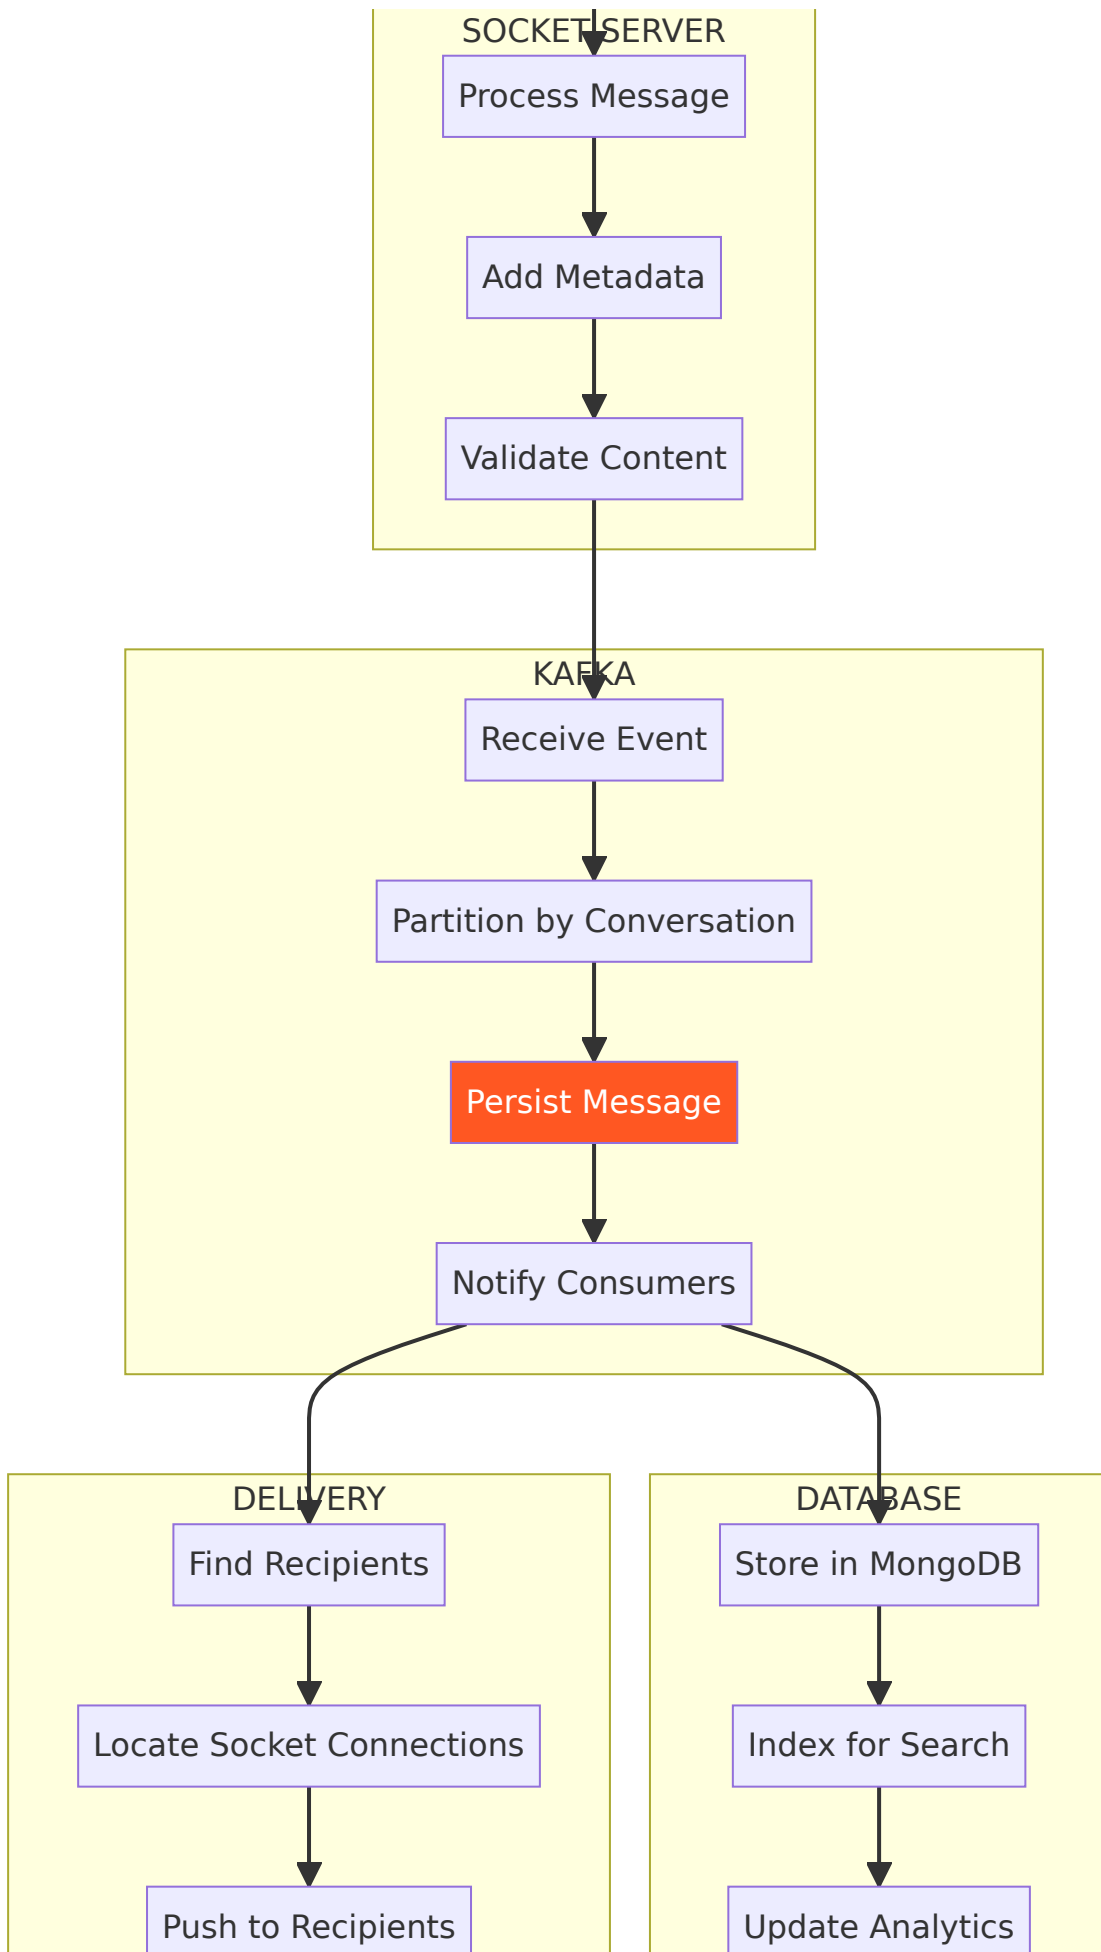 SOCKET SERVER
Process Message
Add Metadata
Validate Content
KAFKA
Receive Event
Partition by Conversation
Persist Message
Notify Consumers
DELIVERY
Find Recipients
Locate Socket Connections
Push to Recipients
DATABASE
Store in MongoDB
Index for Search
Update Analytics